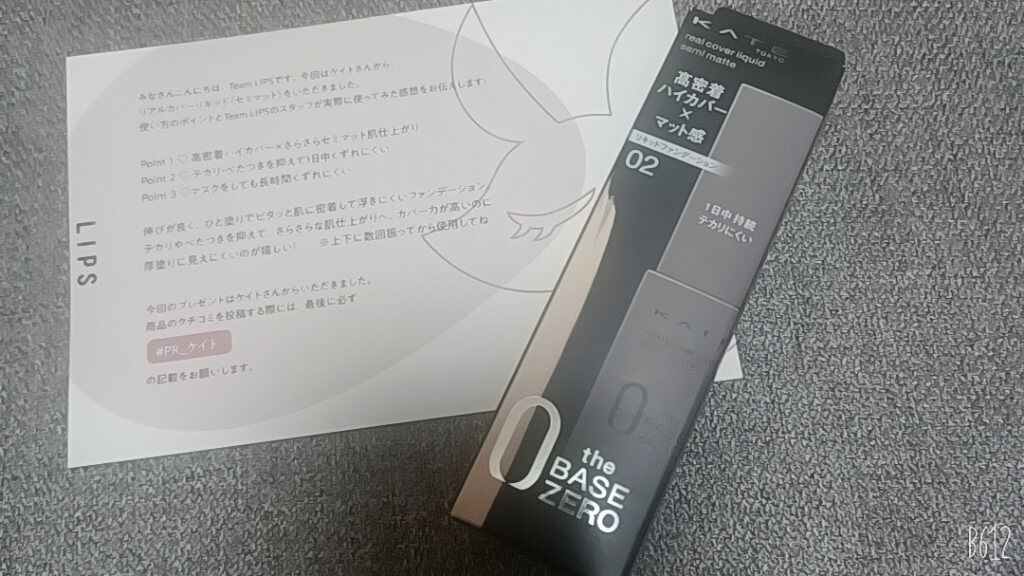 みなさんこんにちは、Team LIPSです。今回はケイトさんから、
リアルカバーリキッド(セミマット)をいただきました。
使い方のポイントとTeam LIPSのスタッフが実際に使ってみた感想をお伝えします!
Point 1 ♡ 高密着ハイカバー×さらさらセミマット肌仕上がり
Point 2 ♡ テカリ・べたつきを抑えて1日中くずれにくい
Point 3 ♡ マスクをしても長時間くずれにくい
伸びが良く、ひと塗りでピタッと肌に密着して浮きにくいファンデーション。
テカリやべたつきを抑えて、さらさらな肌仕上がりへ。カバー力が高いのに
厚塗りに見えにくいのが嬉しい! ※上下に数回振ってから使用してね
今回のプレゼントはケイトさんからいただきました。
商品のクチコミを投稿する際には、最後に必ず
#PR_ケイト
の記載をお願いします。
LIPS
KATE
TOKYO
real cover liquid
semi matte
高密着
ハイカバー
×
マット感
リキッドファンデーション
02
1日中 持続
テカリにくい
KATE
0
the
BASE
ZERO
B612